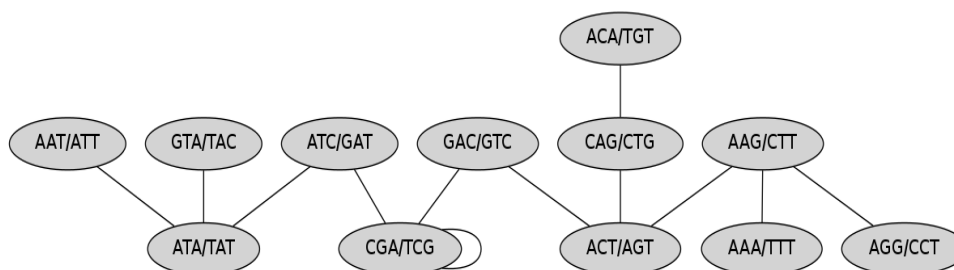 ACA/TGT
AAT/ATT
GTA/TAC
ATC/GAT
GAC/GTC
CAG/CTG
AAG/CTT
ATA/TAT
CGA/TCG
ACT/AGT
AAA/TTT
AGG/CCT